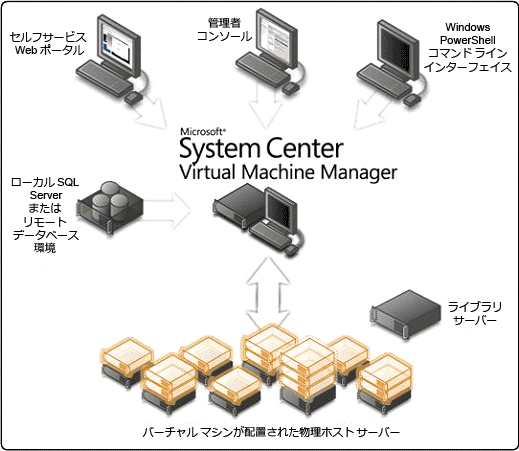 セルフサービス
Web ポータル
管理者
コンソール
Windows
PowerShell
コマンド ライン
インターフェイス
Microsoft®
System Center
Virtual Machine Manager
ローカル SQL
Server
または
リモート
データベース
環境
ライブラリ
サーバー
バーチャル マシンが配置された物理ホスト サーバー